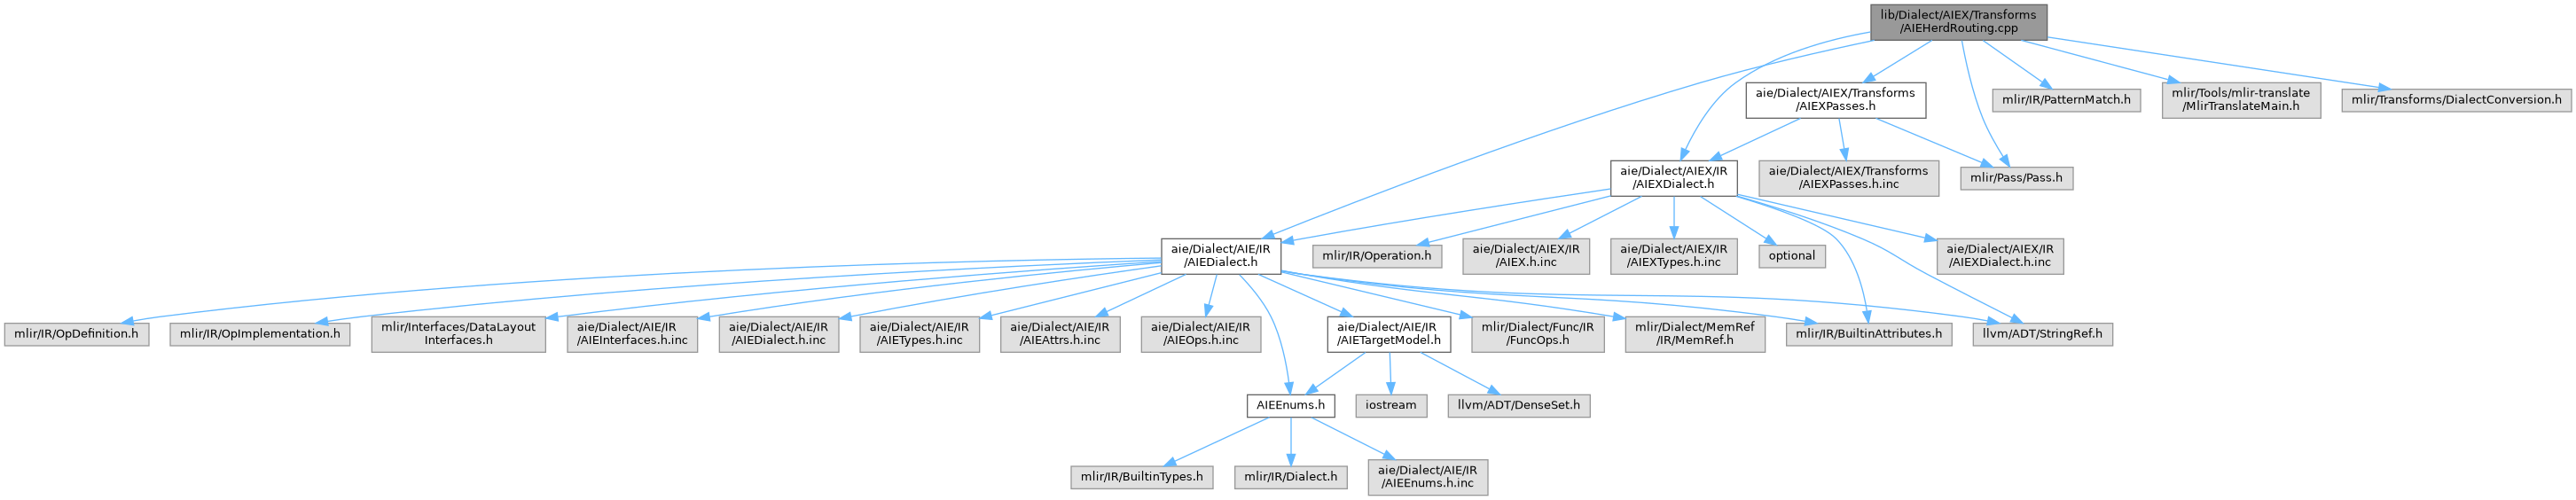 lib/Dialect/AIEX/Transforms
/AIEHerdRouting.cpp
aie/Dialect/AIEX/Transforms
/AIEXPasses.h
mlir/IR/PatternMatch.h
mlir/Tools/mlir-translate
/MlirTranslateMain.h
mlir/Transforms/DialectConversion.h
aie/Dialect/AIEX/IR
/AIEXDialect.h
aie/Dialect/AIEX/Transforms
/AIEXPasses.h.inc
mlir/Pass/Pass.h
aie/Dialect/AIE/IR
/AIEDialect.h
mlir/IR/Operation.h
aie/Dialect/AIEX/IR
/AIEX.h.inc
aie/Dialect/AIEX/IR
/AIEXTypes.h.inc
optional
aie/Dialect/AIEX/IR
/AIEXDialect.h.inc
mlir/IR/OpDefinition.h
mlir/IR/OpImplementation.h
mlir/Interfaces/DataLayout
Interfaces.h
aie/Dialect/AIE/IR
/AIEInterfaces.h.inc
aie/Dialect/AIE/IR
/AIEDialect.h.inc
aie/Dialect/AIE/IR
/AIETypes.h.inc
aie/Dialect/AIE/IR
/AIEAttrs.h.inc
aie/Dialect/AIE/IR
/AIEOps.h.inc
aie/Dialect/AIE/IR
/AIETargetModel.h
mlir/Dialect/Func/IR
/FuncOps.h
mlir/Dialect/MemRef
/IR/MemRef.h
mlir/IR/BuiltinAttributes.h
llvm/ADT/StringRef.h
AIEEnums.h
iostream
llvm/ADT/DenseSet.h
mlir/IR/BuiltinTypes.h
mlir/IR/Dialect.h
aie/Dialect/AIE/IR
/AIEEnums.h.inc